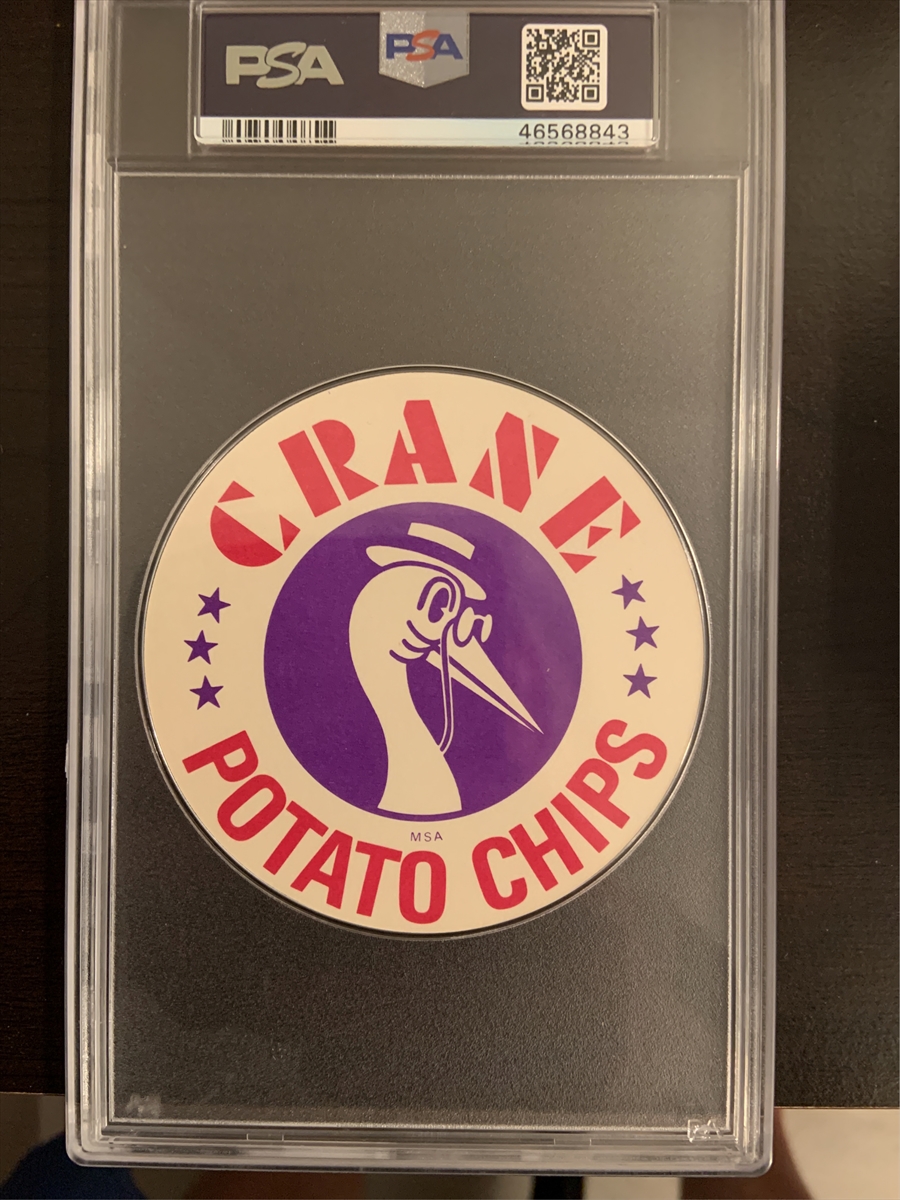 PSA
PSA
46568843
CRANE
MSA
POTATO CHIPS